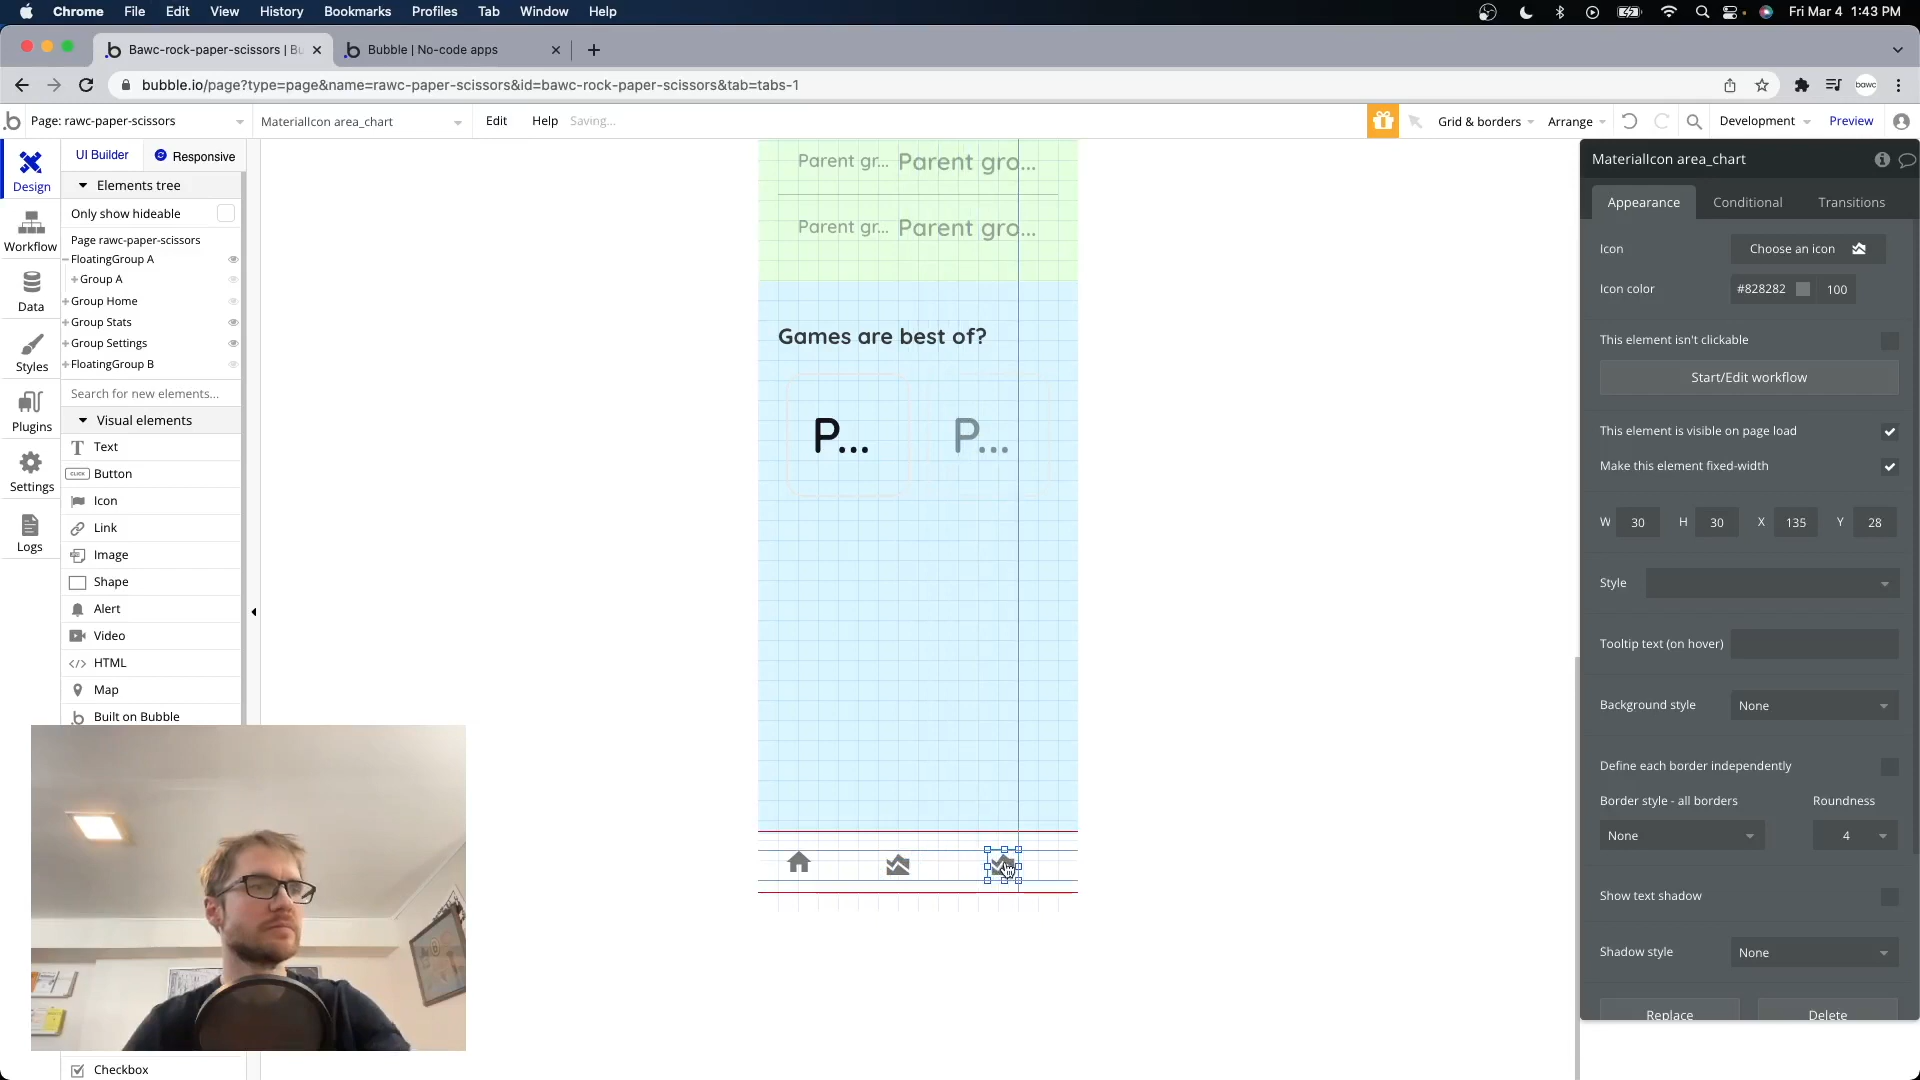 Chrome File Edit View History Bookmarks Profiles Tab Window Help Fri Mar 4 1:43 PM
Bawc-rock-paper-scissors | Bu Bubble | No-code apps
bubble.io/page?type=page&name=rawc-paper-scissors&id=bawc-rock-paper-scissors&tab=tabs-1 bawc
Page: rawc-paper-scissors MaterialIcon area_chart Edit Help Saving... Grid & borders Arrange Development Preview
Design
Workflow
Data
Styles
Plugins
Settings
Logs
UI Builder Responsive
Elements tree
Only show hideable
Page rawc-paper-scissors
FloatingGroup A
Group A
Group Home
Group Stats
Group Settings
FloatingGroup B
Search for new elements...
Visual elements
Text
CLICK Button
Icon
Link
Image
Shape
Alert
Video
HTML
Map
Built on Bubble
Checkbox
Parent gr... Parent gro...
Parent gr... Parent gro...
Games are best of?
P... P...
MaterialIcon area_chart
Appearance Conditional Transitions
Icon Choose an icon
Icon color #828282 100
This element isn't clickable
Start/Edit workflow
This element is visible on page load
Make this element fixed-width
W 30 H 30 X 135 Y 28
Style
Tooltip text (on hover)
Background style None
Define each border independently
Border style - all borders Roundness
None 4
Show text shadow
Shadow style None
Replace Delete